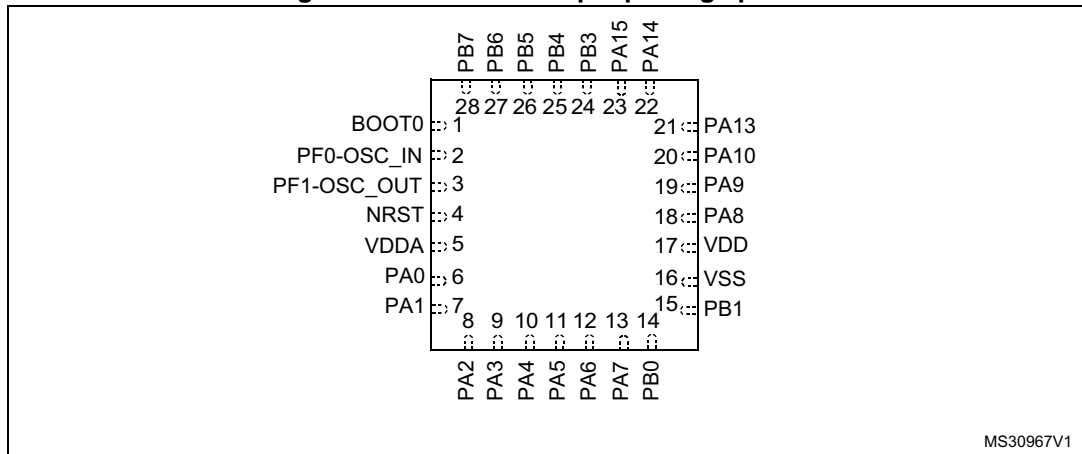 PB7 PB6 PB5 PB4 PB3 PA15 PA14
28 27 26 25 24 23 22
BOOT0 1 21 PA13
PF0-OSC_IN 2 20 PA10
PF1-OSC_OUT 3 19 PA9
NRST 4 18 PA8
VDDA 5 17 VDD
PA0 6 16 VSS
PA1 7 15 PB1
8 9 10 11 12 13 14
PA2 PA3 PA4 PA5 PA6 PA7 PB0
MS30967V1